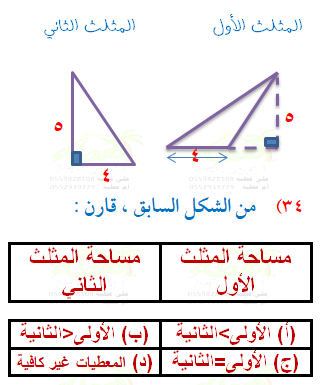 المثلث الأول
المثلث الثاني
٥
٤
٥
٤
٣٤) من الشكل السابق ، قارن :
مساحة المثلث الأول
مساحة المثلث الثاني
(أ) الأولى>الثانية
(ب) الأولى<الثانية
(ج) الأولى=الثانية
(د) المعطيات غير كافية